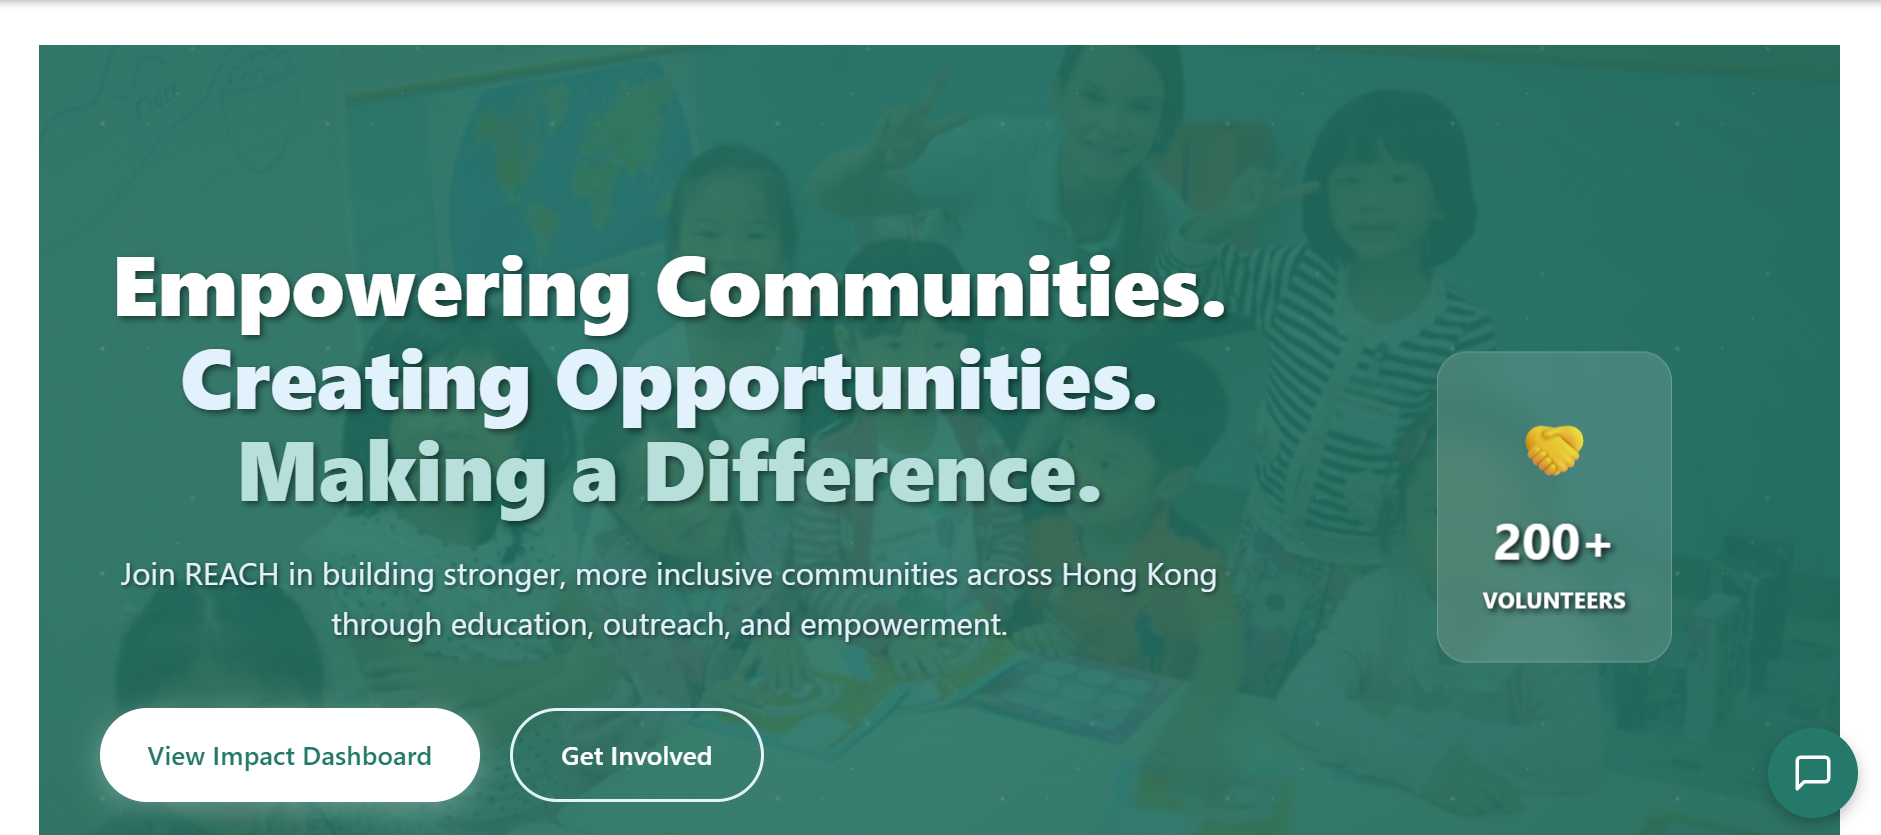 River
Empowering Communities.
Creating Opportunities.
Making a Difference.
Join REACH in building stronger, more inclusive communities across Hong Kong
through education, outreach, and empowerment.
200+
VOLUNTEERS
View Impact Dashboard
Get Involved